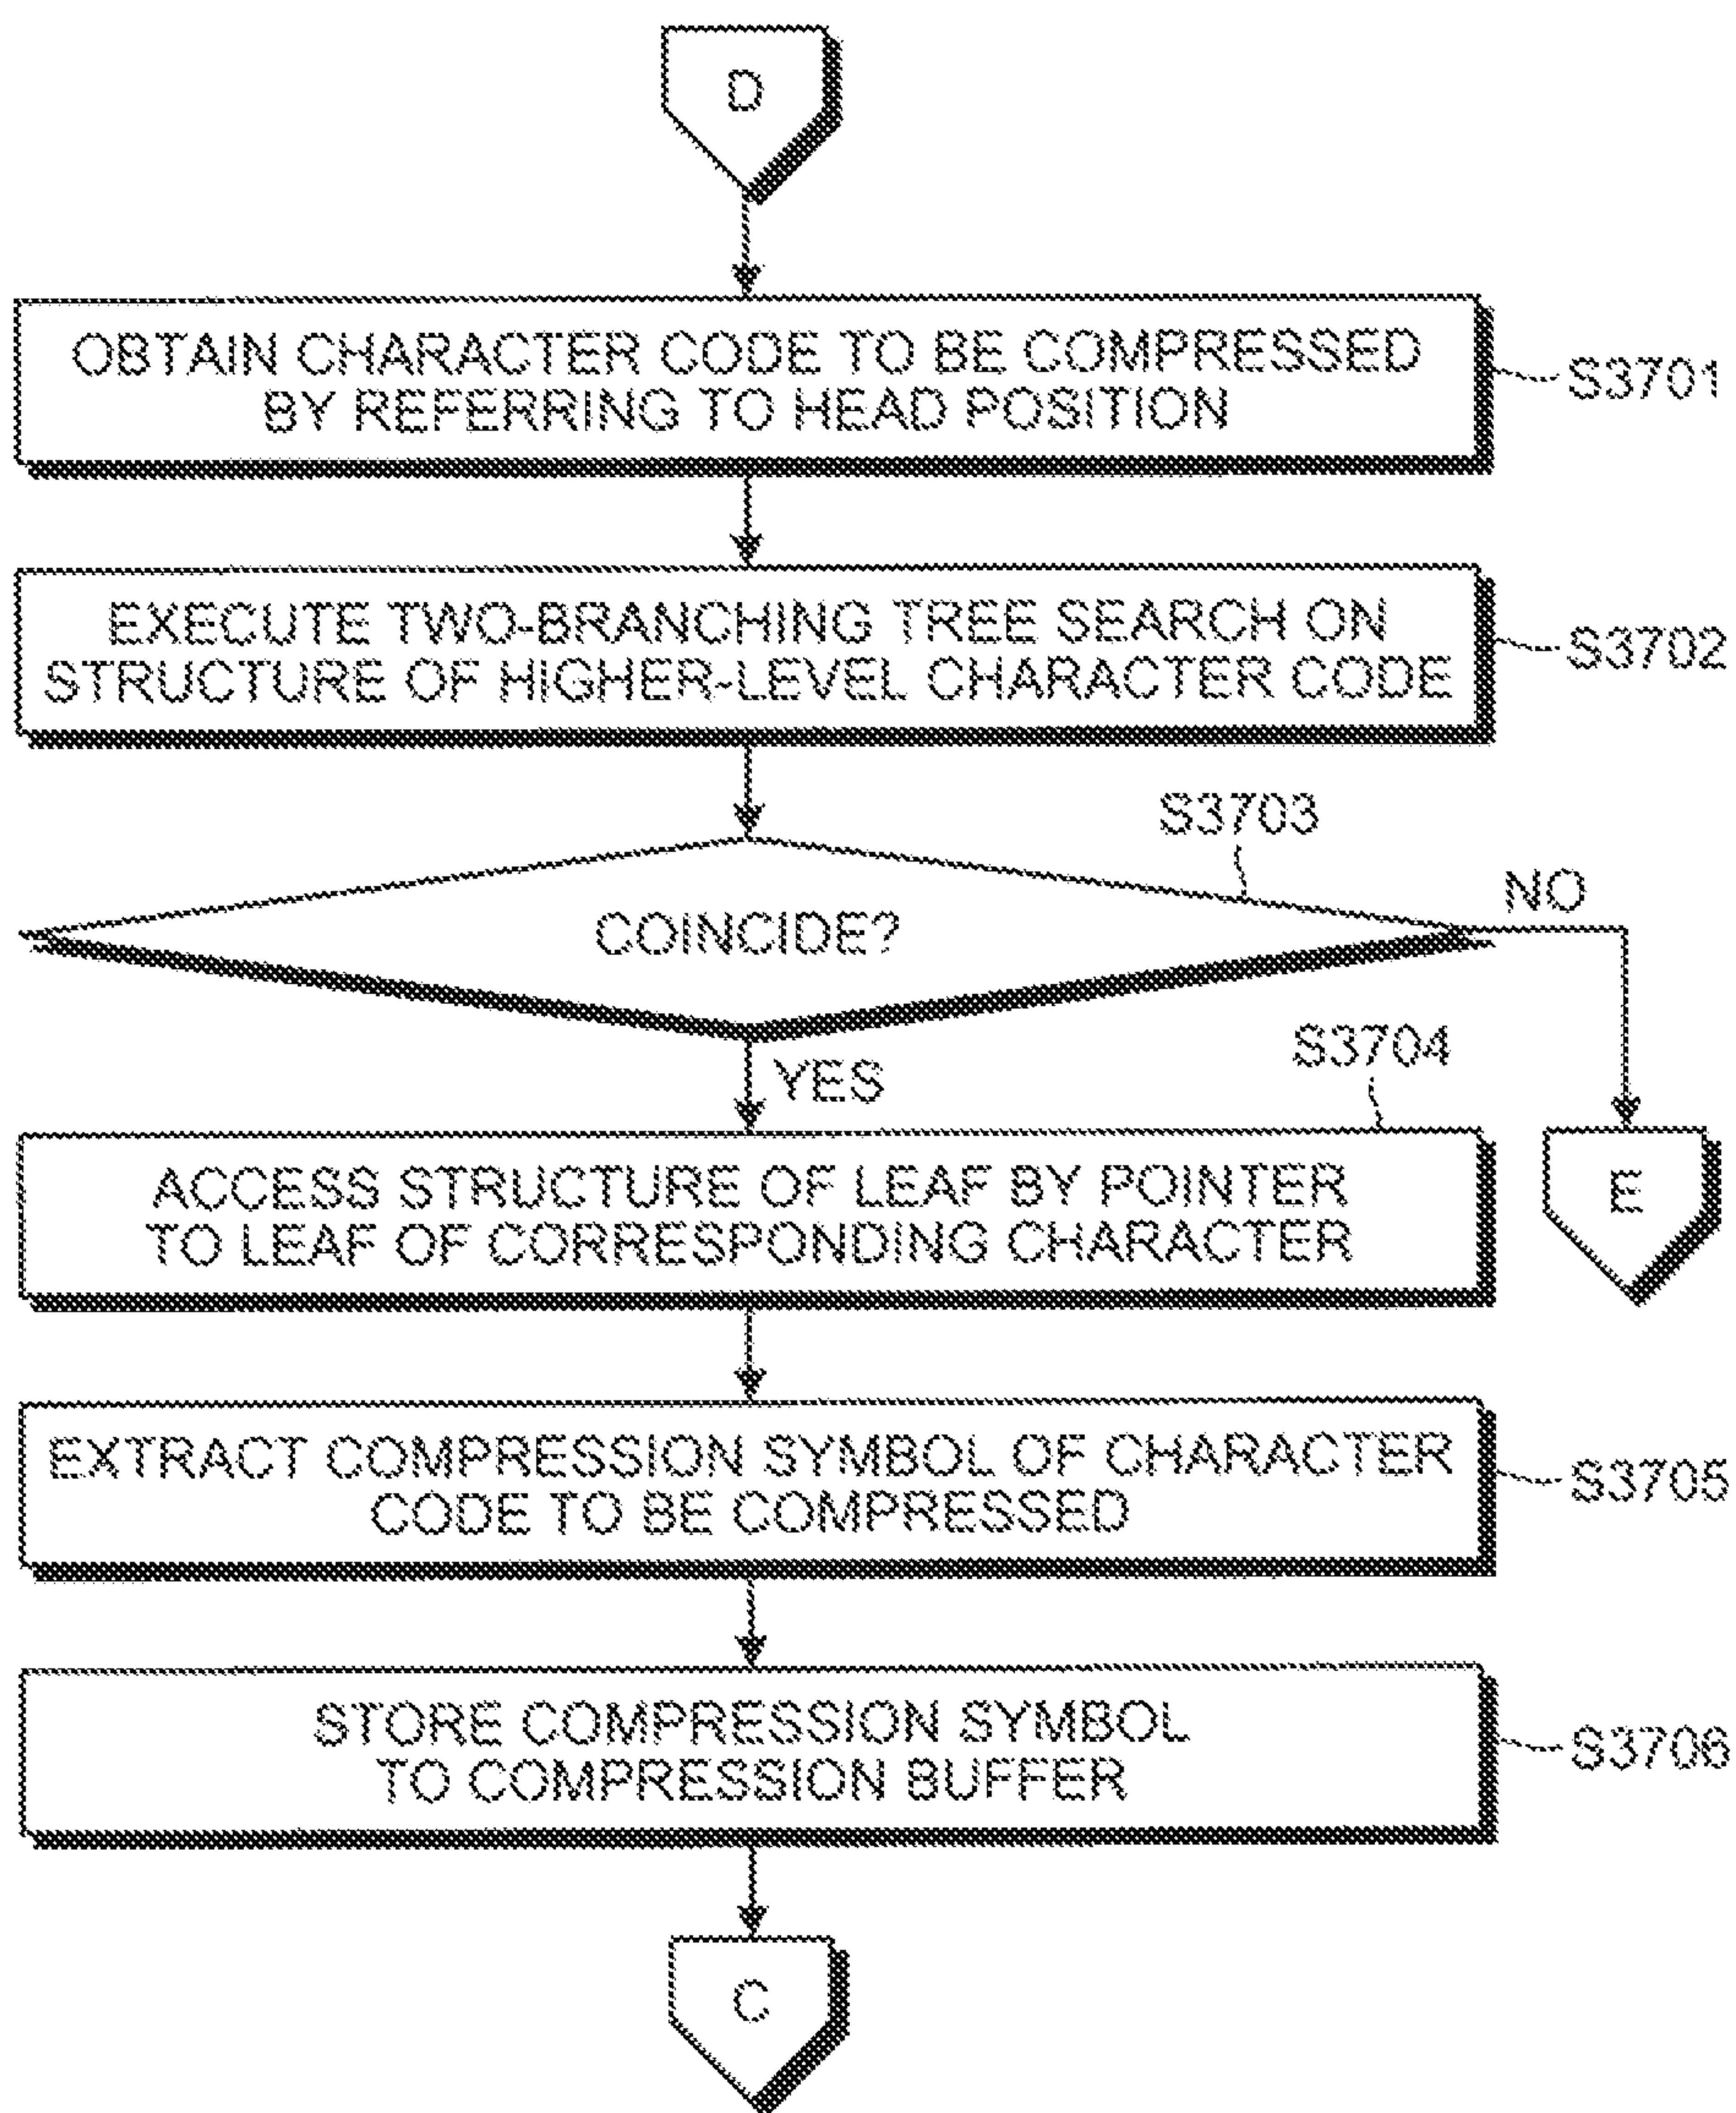 D
OBTAIN CHARACTER CODE TO BE COMPRESSED
BY REFERRING TO HEAD POSITION
S3701
EXECUTE TWO-BRANCHING TREE SEARCH ON
STRUCTURE OF HIGHER-LEVEL CHARACTER CODE
S3702
S3703
COINCIDE?
NO
YES
S3704
ACCESS STRUCTURE OF LEAF BY POINTER
TO LEAF OF CORRESPONDING CHARACTER
E
EXTRACT COMPRESSION SYMBOL OF CHARACTER
CODE TO BE COMPRESSED
S3705
STORE COMPRESSION SYMBOL
TO COMPRESSION BUFFER
S3706
C